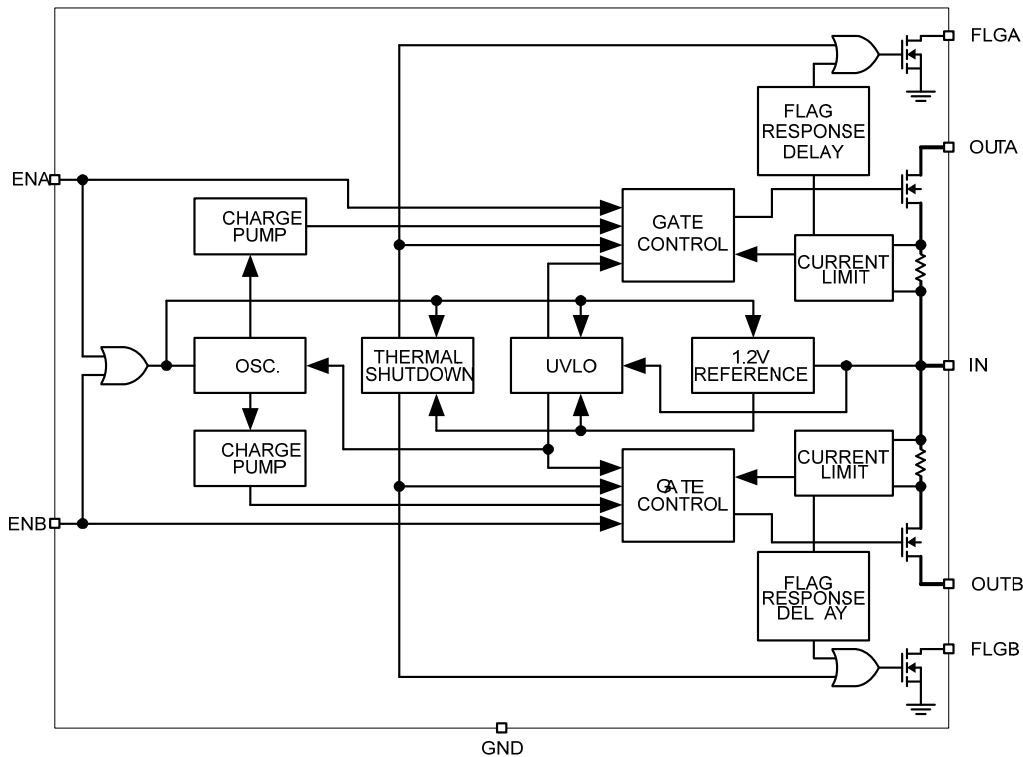 FLGA
FLAG
RESPONSE
DELAY
OUTA
ENA
CHARGE
PUMP
GATE
CONTROL
CURRENT
LIMIT
OSC.
THERMAL
SHUTDOWN
UVLO
1.2V
REFERENCE
IN
CHARGE
PUMP
GATE
CONTROL
CURRENT
LIMIT
ENB
FLAG
RESPONSE
DELAY
OUTB
FLGB
GND